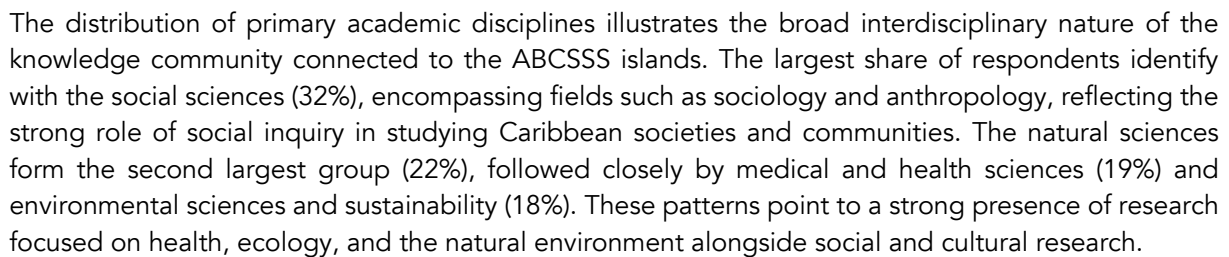 The distribution of primary academic disciplines illustrates the broad interdisciplinary nature of the
knowledge community connected to the ABCSSS islands. The largest share of respondents identify
with the social sciences (32%), encompassing fields such as sociology and anthropology, reflecting the
strong role of social inquiry in studying Caribbean societies and communities. The natural sciences
form the second largest group (22%), followed closely by medical and health sciences (19%) and
environmental sciences and sustainability (18%). These patterns point to a strong presence of research
focused on health, ecology, and the natural environment alongside social and cultural research.